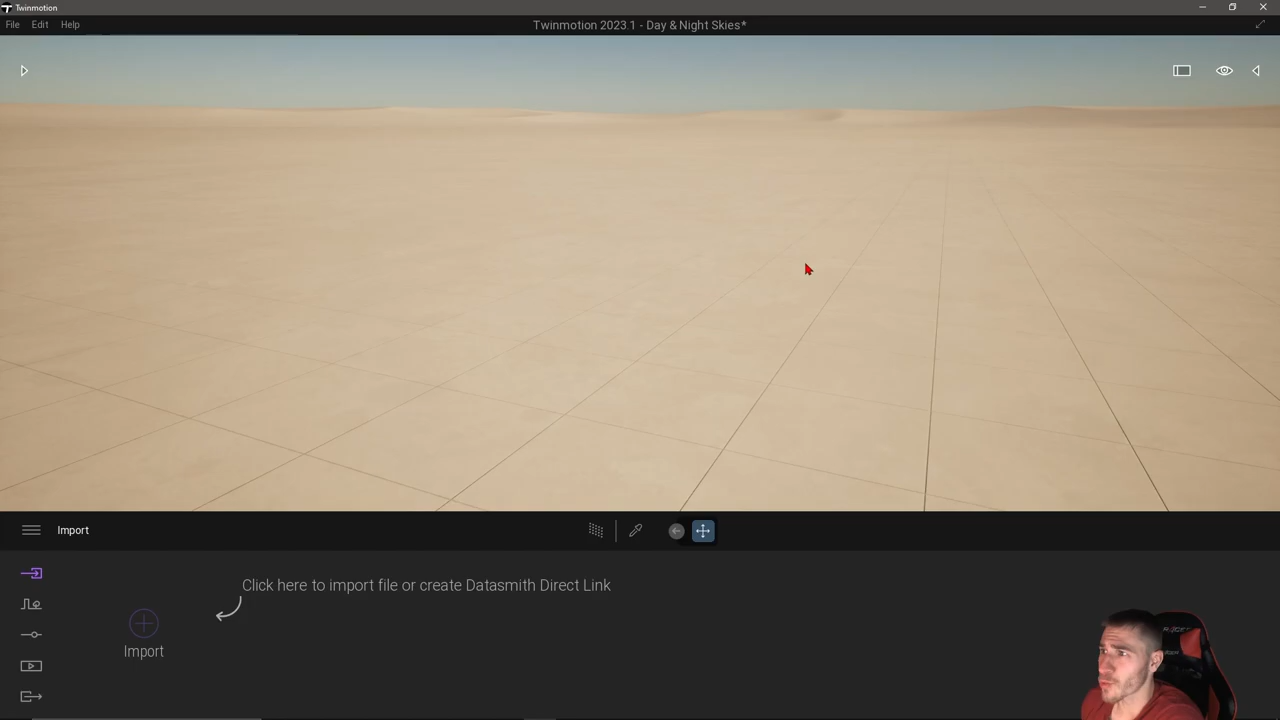 Twinmotion
File Edit Help
Twinmotion 2023.1 - Day & Night Skies*
Import
Click here to import file or create Datasmith Direct Link
Import